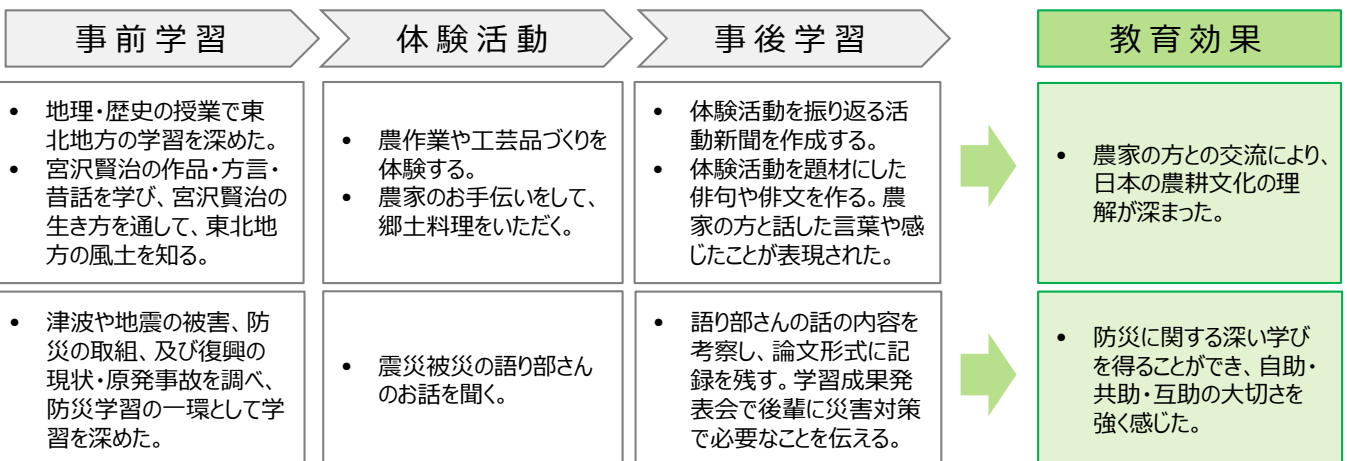 事前学習
体験活動
事後学習
教育効果
• 地理・歴史の授業で東
北地方の学習を深めた。
• 宮沢賢治の作品・方言・
昔話を学び、宮沢賢治の
生き方を通して、東北地
方の風土を知る。
• 農作業や工芸品づくりを
体験する。
• 農家のお手伝いをして、
郷土料理をいただく。
• 体験活動を振り返る活
動新聞を作成する。
• 体験活動を題材にした
俳句や俳文を作る。農
家の方と話した言葉や感
じたことが表現された。
• 農家の方との交流により、
日本の農耕文化の理
解が深まった。
• 津波や地震の被害、防
災の取組、及び復興の
現状・原発事故を調べ、
防災学習の一環として学
習を深めた。
• 震災被災の語り部さん
のお話を聞く。
• 語り部さんの話の内容を
考察し、論文形式に記
録を残す。学習成果発
表会で後輩に災害対策
で必要なことを伝える。
• 防災に関する深い学び
を得ることができ、自助・
共助・互助の大切さを
強く感じた。